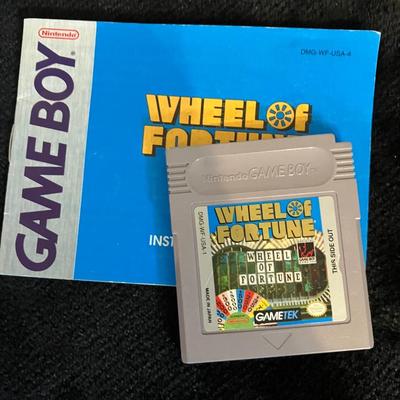 Nintendo
GAME BOY
DMG-WF-USA-4
WHEEL OF
FORTUNE
INST
Nintendo GAME BOY
WHEEL OF
FORTUNE
DMG-WF-USA-1
MADE IN JAPAN
WHEEL
OF
FORTUNE
THIS SIDE OUT
GAMETEK